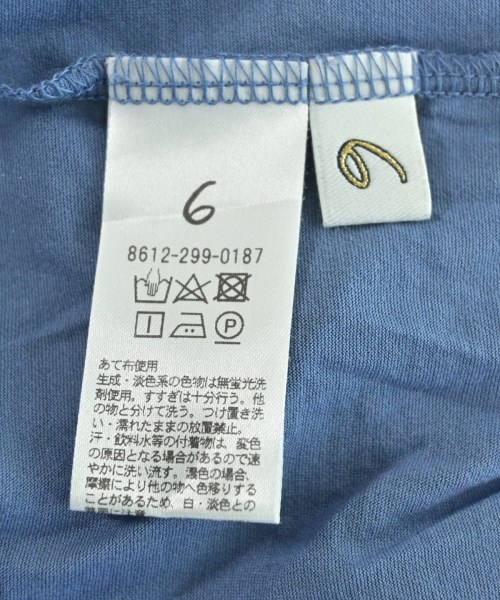 6
6
8612-299-0187
P
あて布使用
生成・淡色系の色物は無蛍光洗
剤使用。すすぎは十分行う。他
の物と分けて洗う。つけ置き洗
い・濡れたままの放置禁止。
汗・飲料水等の付着物は、変色
の原因となる場合があるので速
やかに洗い流す。濃色の場合、
摩擦により他の物へ色移りする
ことがあるため、白・淡色との
に注意